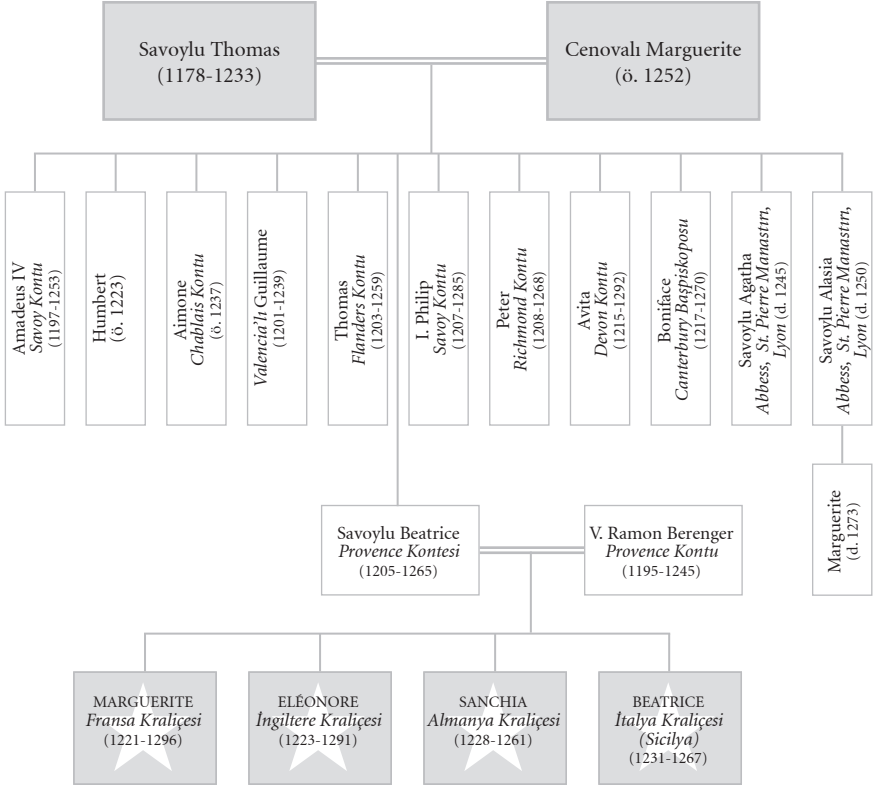 Savoylu Thomas
(1178-1233)
Cenovalı Marguerite
(ö. 1252)
Amadeus IV
Savoy Kontu
(1197-1253)
Humbert
(ö. 1223)
Aimone
Chablais Kontu
(ö. 1237)
Valencia'lı Guillaume
(1201-1239)
Thomas
Flanders Kontu
(1203-1259)
I. Philip
Savoy Kontu
(1207-1285)
Peter
Richmond Kontu
(1208-1268)
Avita
Devon Kontu
(1215-1292)
Boniface
Canterbury Başpiskoposu
(1217-1270)
Savoylu Agatha
Abbess, St. Pierre Manastırı,
Lyon (d. 1245)
Savoylu Alasia
Abbess, St. Pierre Manastırı,
Lyon (d. 1250)
Marguerite
(d. 1273)
Savoylu Beatrice
Provence Kontesi
(1205-1265)
V. Ramon Berenger
Provence Kontu
(1195-1245)
MARGUERITE
Fransa Kraliçesi
(1221-1296)
ELÉONORE
İngiltere Kraliçesi
(1223-1291)
SANCHIA
Almanya Kraliçesi
(1228-1261)
BEATRICE
İtalya Kraliçesi
(Sicilya)
(1231-1267)